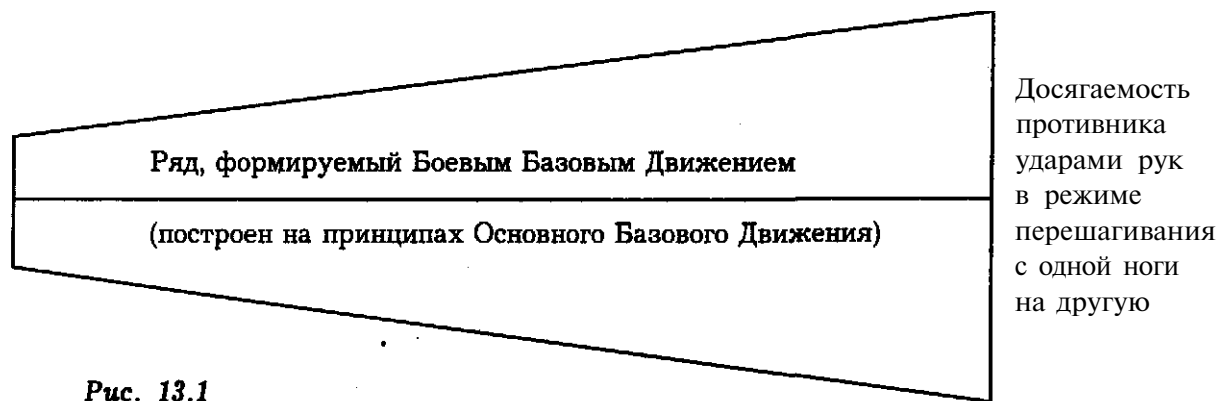 Ряд, формируемый Боевым Базовым Движением
(построен на принципах Основного Базового Движения)
Досягаемость
противника
ударами рук
в режиме
перешагивания
с одной ноги
на другую
Рис. 13.1